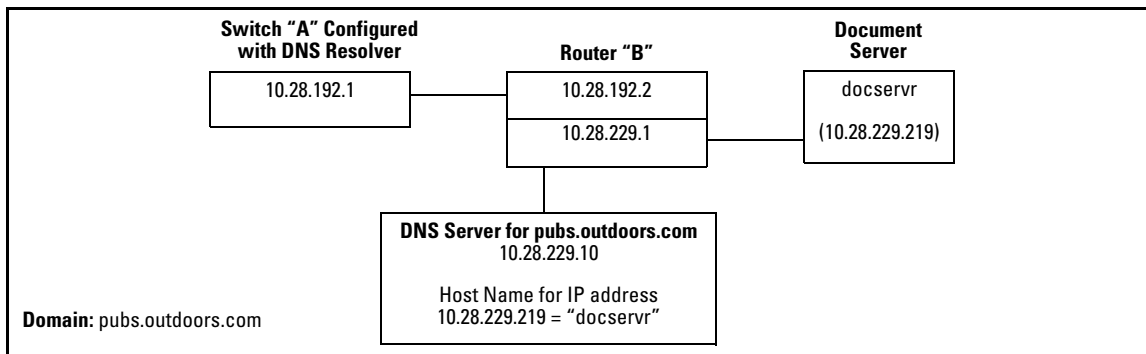 Switch “A” Configured
with DNS Resolver
10.28.192.1
Router “B”
10.28.192.2
10.28.229.1
Document
Server
docservr
(10.28.229.219)
DNS Server for pubs.outdoors.com
10.28.229.10
Host Name for IP address
10.28.229.219 = “docservr”
Domain: pubs.outdoors.com